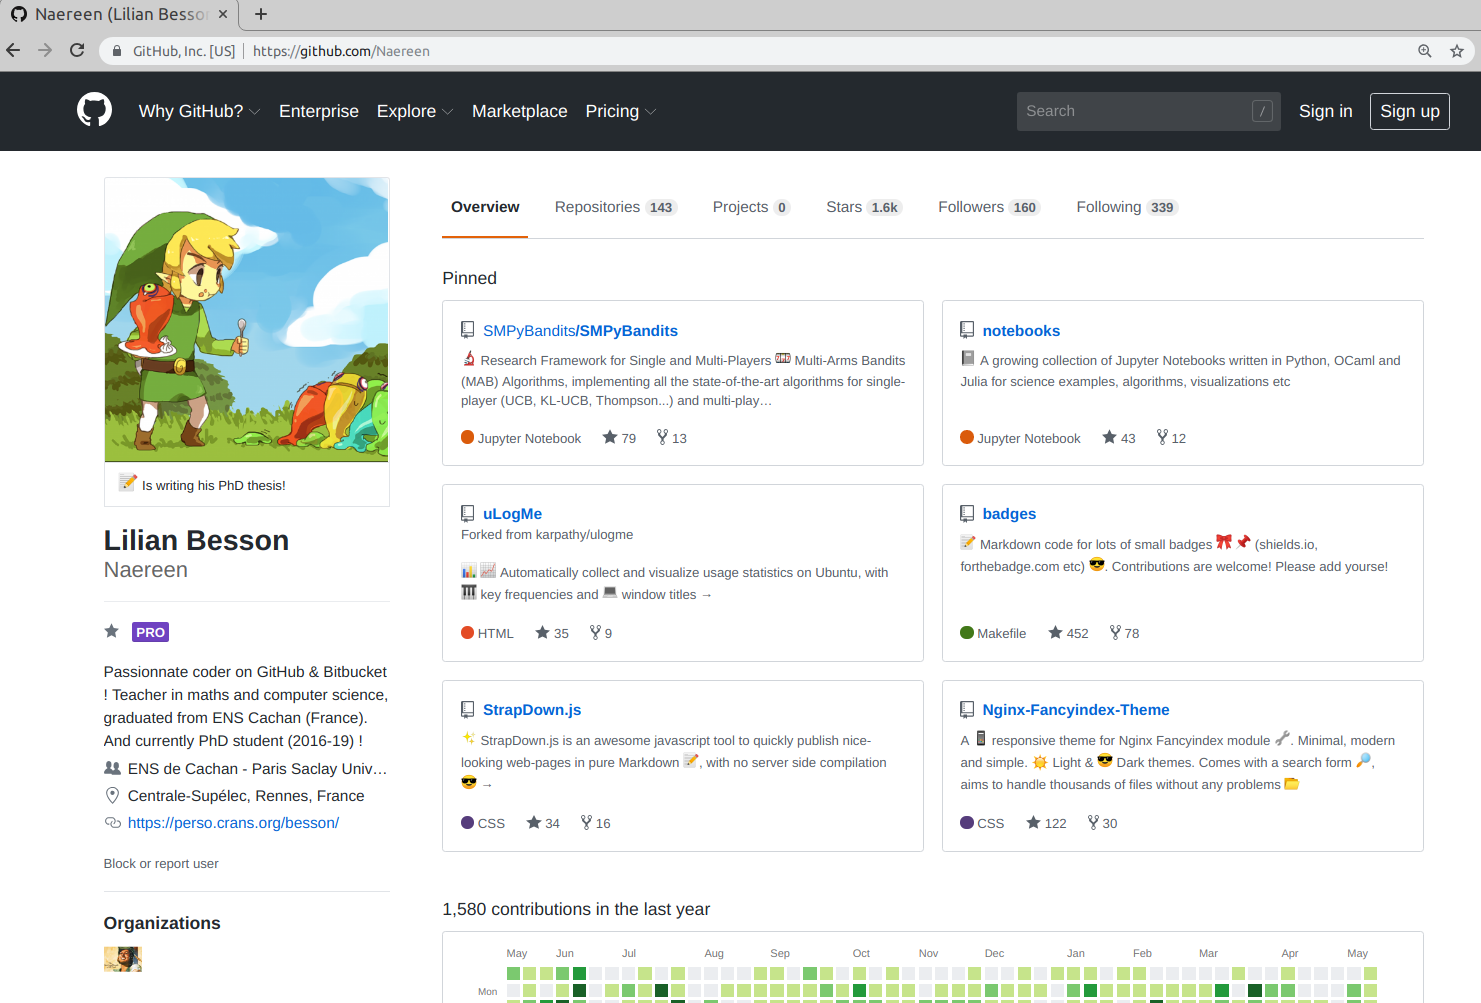 Naereen (Lilian Besson
GitHub, Inc. [US] | https://github.com/Naereen
Why GitHub? Enterprise Explore Marketplace Pricing
Search /
Sign in Sign up
Overview Repositories 143 Projects 0 Stars 1.6k Followers 160 Following 339
Is writing his PhD thesis!
Lilian Besson
Naereen
PRO
Passionnate coder on GitHub & Bitbucket
! Teacher in maths and computer science,
graduated from ENS Cachan (France).
And currently PhD student (2016-19) !
ENS de Cachan - Paris Saclay Univ…
Centrale-Supélec, Rennes, France
https://perso.crans.org/besson/
Block or report user
Organizations
Pinned
SMPyBandits/SMPyBandits
Research Framework for Single and Multi-Players Multi-Arms Bandits
(MAB) Algorithms, implementing all the state-of-the-art algorithms for single-
player (UCB, KL-UCB, Thompson...) and multi-play…
Jupyter Notebook 79 13
notebooks
A growing collection of Jupyter Notebooks written in Python, OCaml and
Julia for science examples, algorithms, visualizations etc
Jupyter Notebook 43 12
uLogMe
Forked from karpathy/ulogme
Automatically collect and visualize usage statistics on Ubuntu, with
key frequencies and window titles →
HTML 35 9
badges
Markdown code for lots of small badges (shields.io,
forthebadge.com etc) . Contributions are welcome! Please add yourse!
Makefile 452 78
StrapDown.js
StrapDown.js is an awesome javascript tool to quickly publish nice-
looking web-pages in pure Markdown , with no server side compilation
→
CSS 34 16
Nginx-Fancyindex-Theme
A responsive theme for Nginx Fancyindex module . Minimal, modern
and simple. Light & Dark themes. Comes with a search form ,
aims to handle thousands of files without any problems
CSS 122 30
1,580 contributions in the last year
May Jun Jul Aug Sep Oct Nov Dec Jan Feb Mar Apr May
Mon